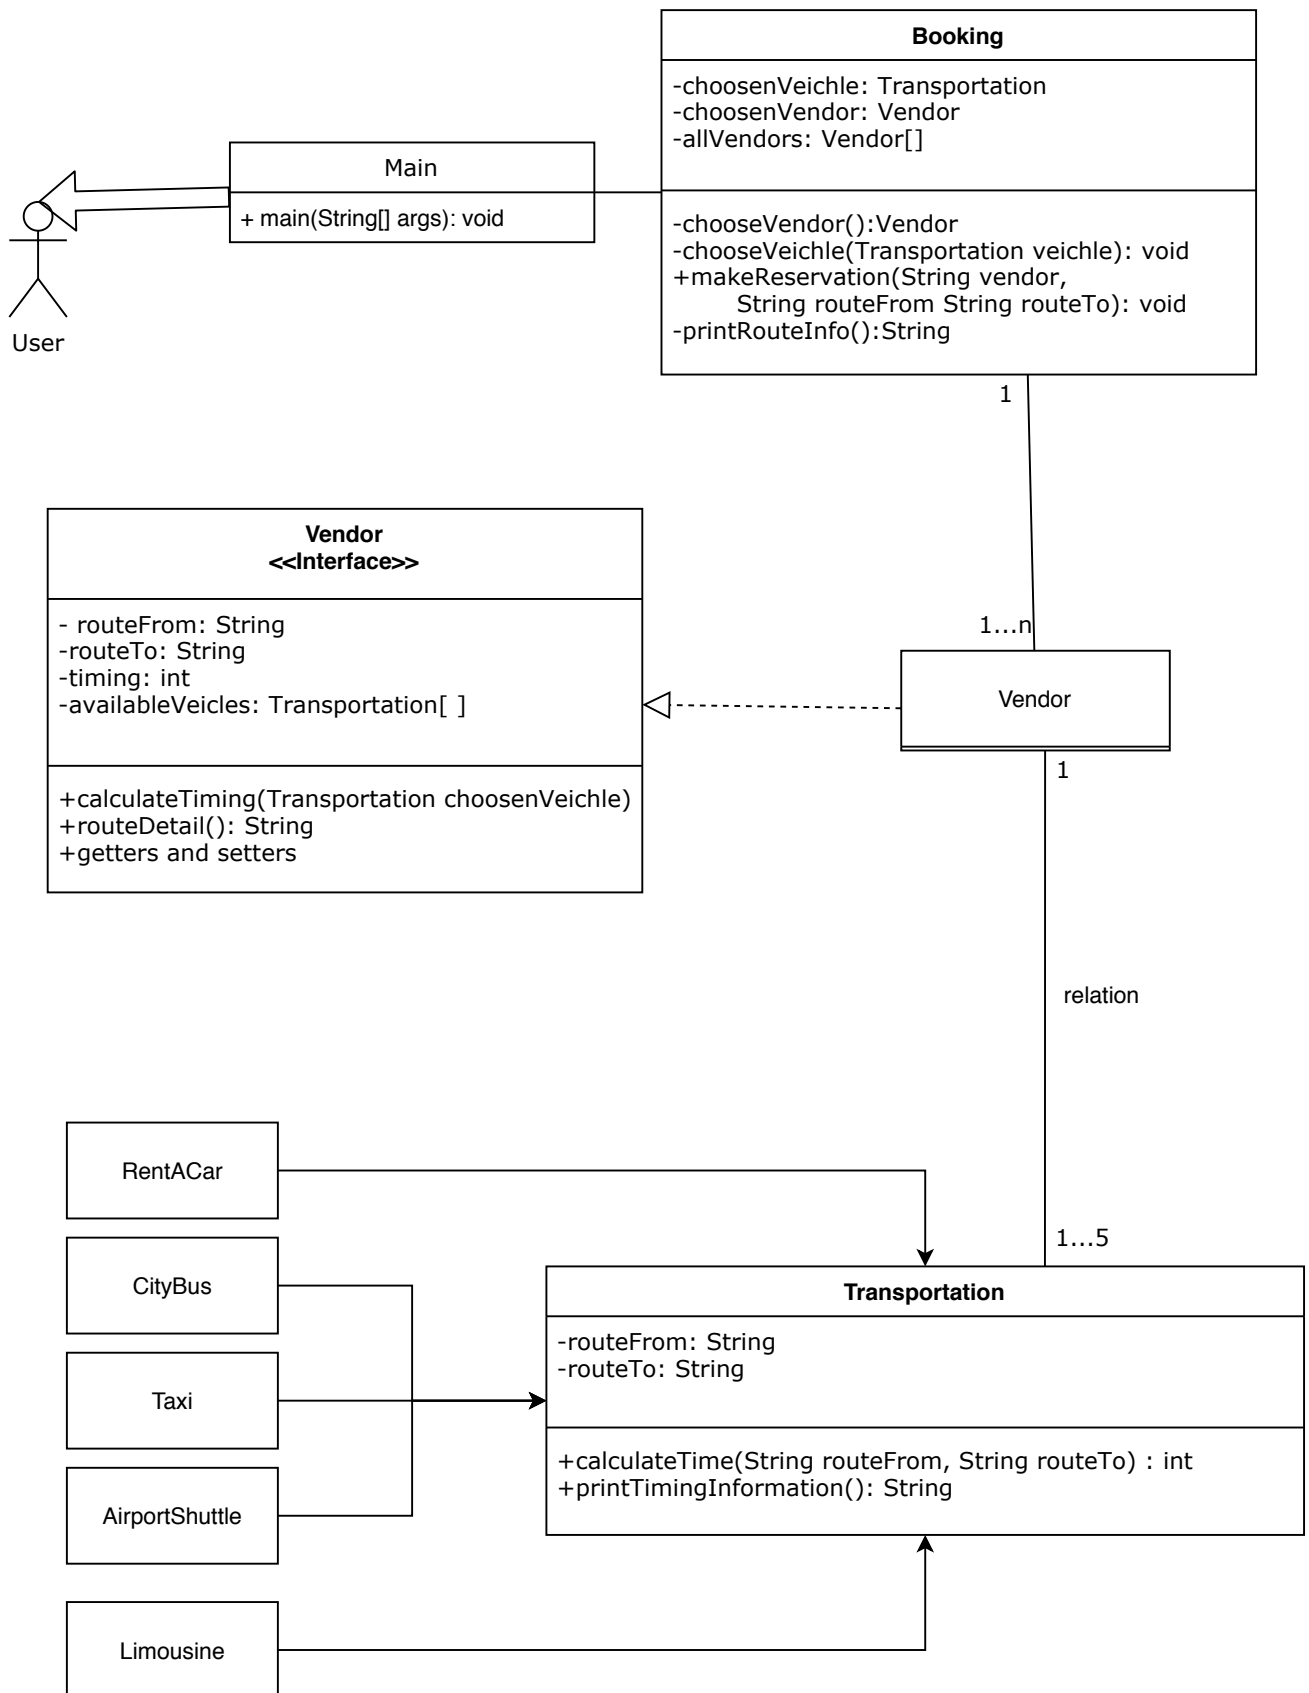 Booking
-choosenVeichle: Transportation
-choosenVendor: Vendor
-allVendors: Vendor[]
-chooseVendor():Vendor
-chooseVeichle(Transportation veichle): void
+makeReservation(String vendor,
String routeFrom String routeTo): void
-printRouteInfo():String
Main
+ main(String[] args): void
User
1
1...n
Vendor
<<Interface>>
- routeFrom: String
-routeTo: String
-timing: int
-availableVeicles: Transportation[ ]
+calculateTiming(Transportation choosenVeichle)
+routeDetail(): String
+getters and setters
Vendor
1
relation
1...5
RentACar
CityBus
Taxi
AirportShuttle
Limousine
Transportation
-routeFrom: String
-routeTo: String
+calculateTime(String routeFrom, String routeTo) : int
+printTimingInformation(): String